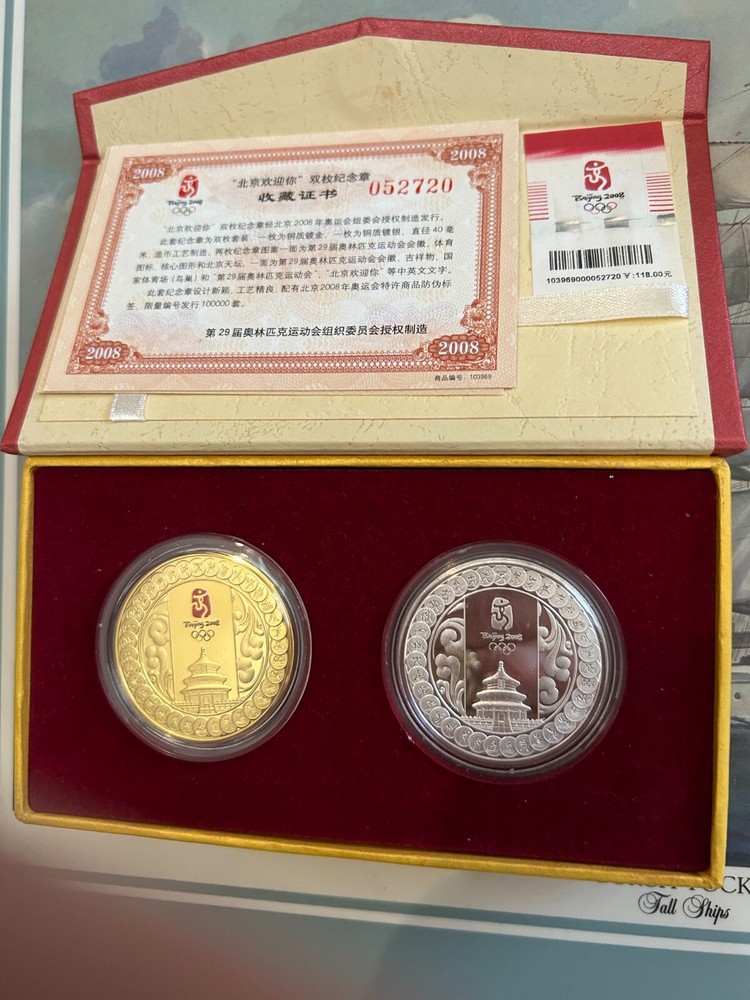 2008
2008
"北京欢迎你"双枚纪念章
收藏证书
052720
Beijing 2008
"北京欢迎你"双枚纪念章经北京2008年奥运会组委会授权制造发行。
此套纪念章为双枚套装，一枚为铜质镀金，一枚为铜质镀银，直径40毫
米，造币工艺制造。两枚纪念章图案一面为第29届奥林匹克运动会会徽、体育
图标、核心图形和北京天坛，一面为第29届奥林匹克运动会会徽、吉祥物、国
家体育场（鸟巢）和"第29届奥林匹克运动会"、"北京欢迎你"等中英文文字。
此套纪念章设计新颖、工艺精良，配有北京2008年奥运会特许商品防伪标
签，限量编号发行100000套。
第29届奥林匹克运动会组织委员会授权制造
2008
2008
商品编号：103969
Beijing 2008
103969000052720 ￥:118.00元
Beijing 2008
Beijing 2008
Tall Ships